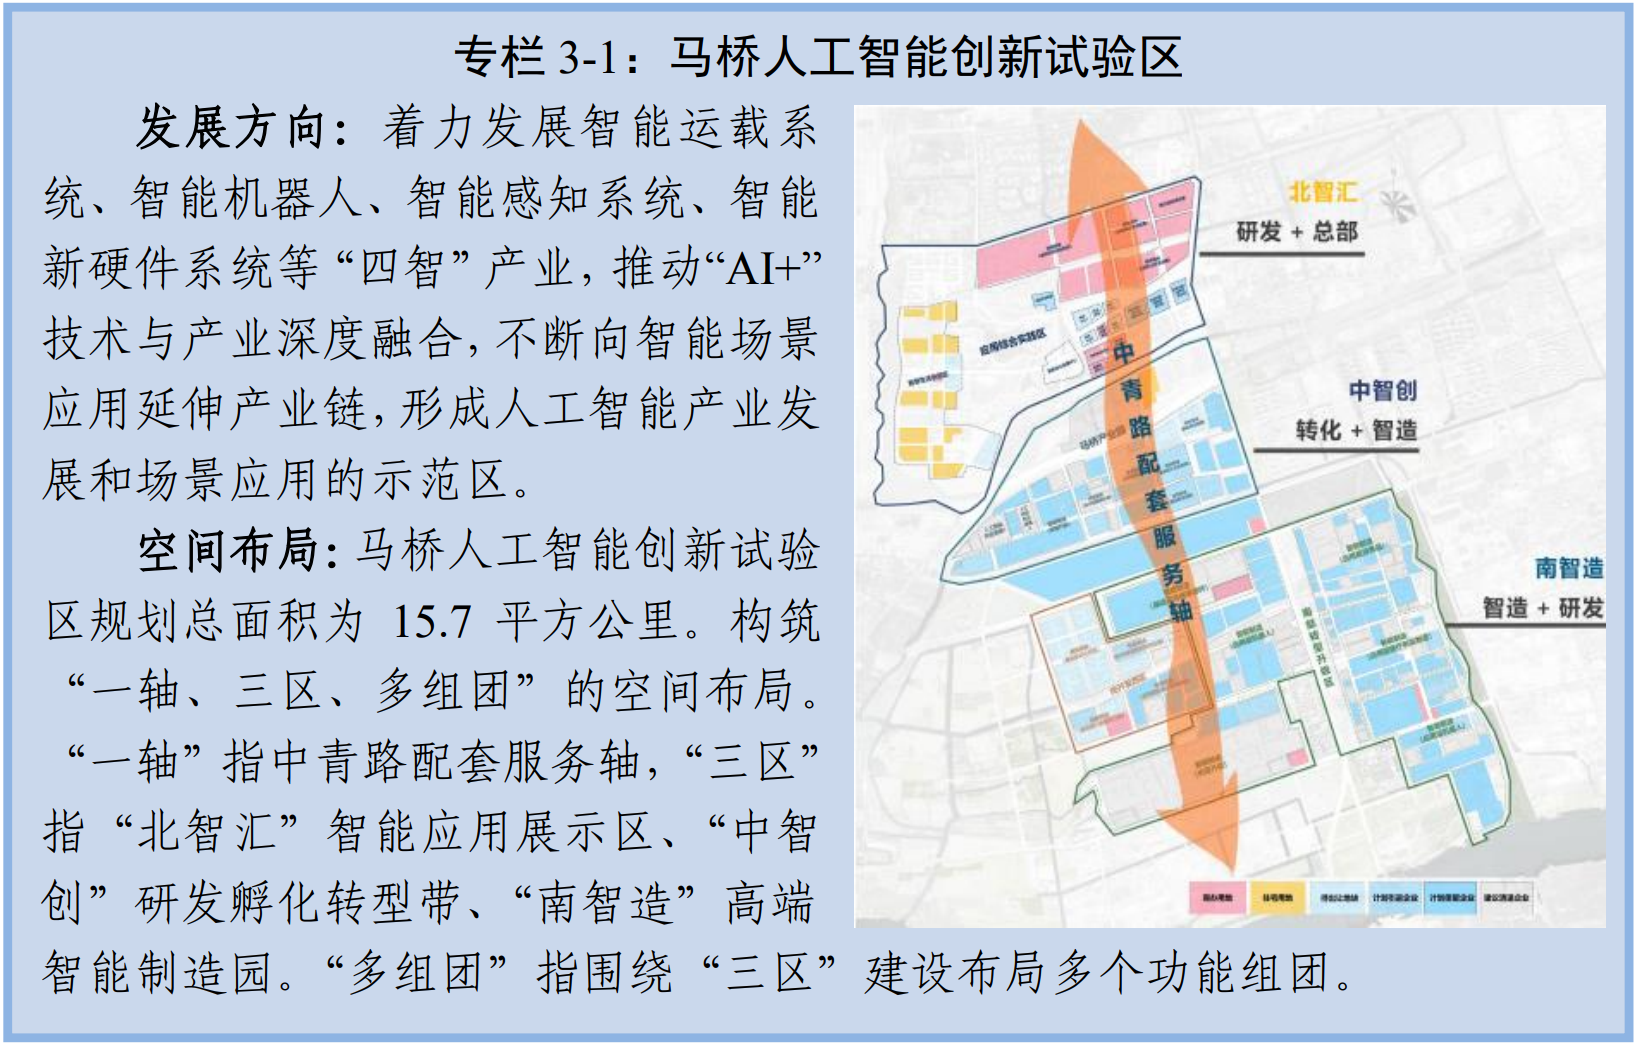 专栏 3-1：马桥人工智能创新试验区
发展方向：着力发展智能运载系
统、智能机器人、智能感知系统、智能
新硬件系统等“四智”产业，推动“AI+”
技术与产业深度融合，不断向智能场景
应用延伸产业链，形成人工智能产业发
展和场景应用的示范区。
空间布局：马桥人工智能创新试验
区规划总面积为 15.7 平方公里。构筑
“一轴、三区、多组团”的空间布局。
“一轴”指中青路配套服务轴，“三区”
指“北智汇”智能应用展示区、“中智
创”研发孵化转型带、“南智造”高端
智能制造园。“多组团”指围绕“三区”建设布局多个功能组团。
北智汇
研发 + 总部
中智创
转化 + 智造
南智造
智造 + 研发
中青路配套服务轴
应用综合实践区